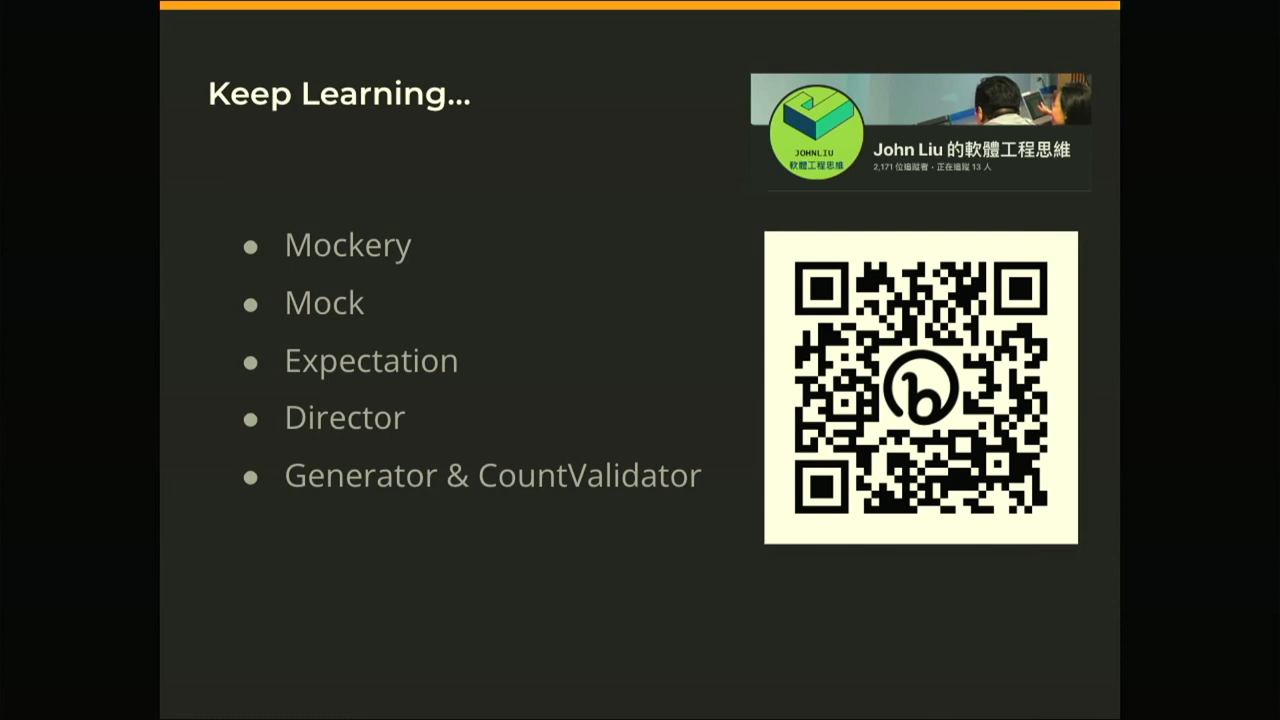 Keep Learning...
JOHNLIU
軟體工程思維
John Liu 的軟體工程思維
2,171 位追蹤者・正在追蹤 13 人
● Mockery
● Mock
● Expectation
● Director
● Generator & CountValidator